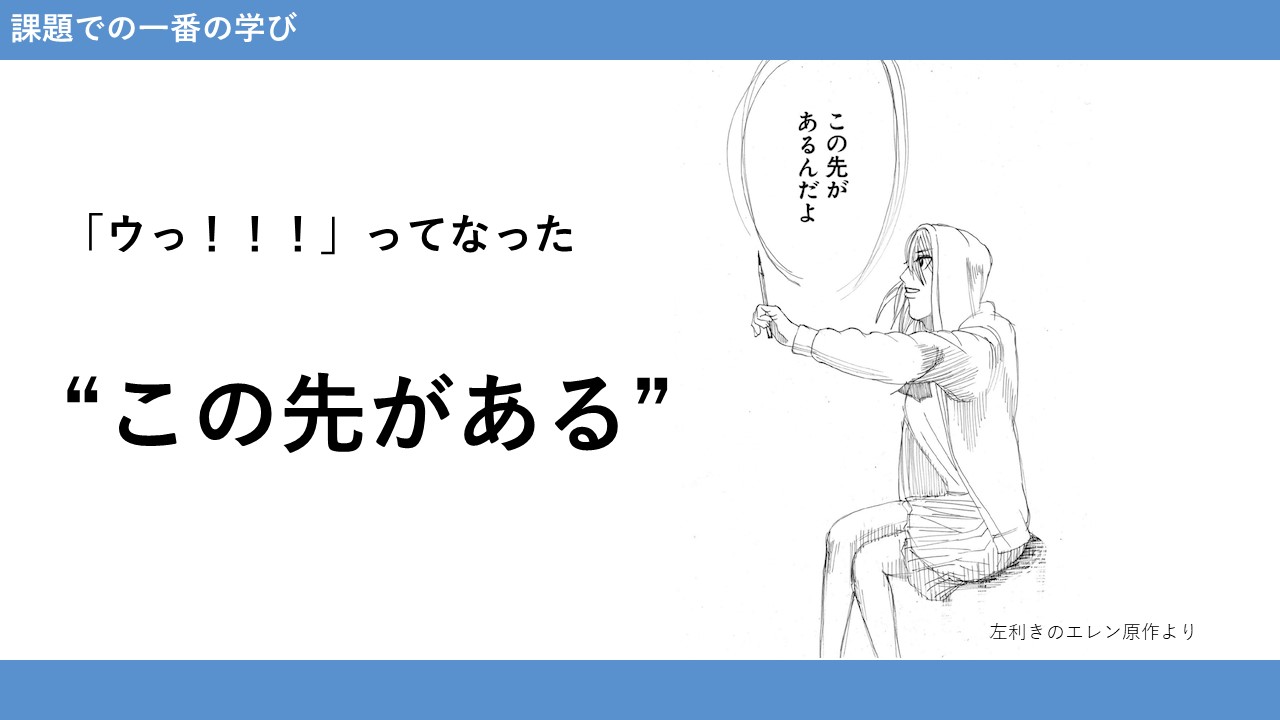 課題での一番の学び
「ウっ！！！」ってなった
“この先がある”
この先が
あるんだよ
左利きのエレン原作より